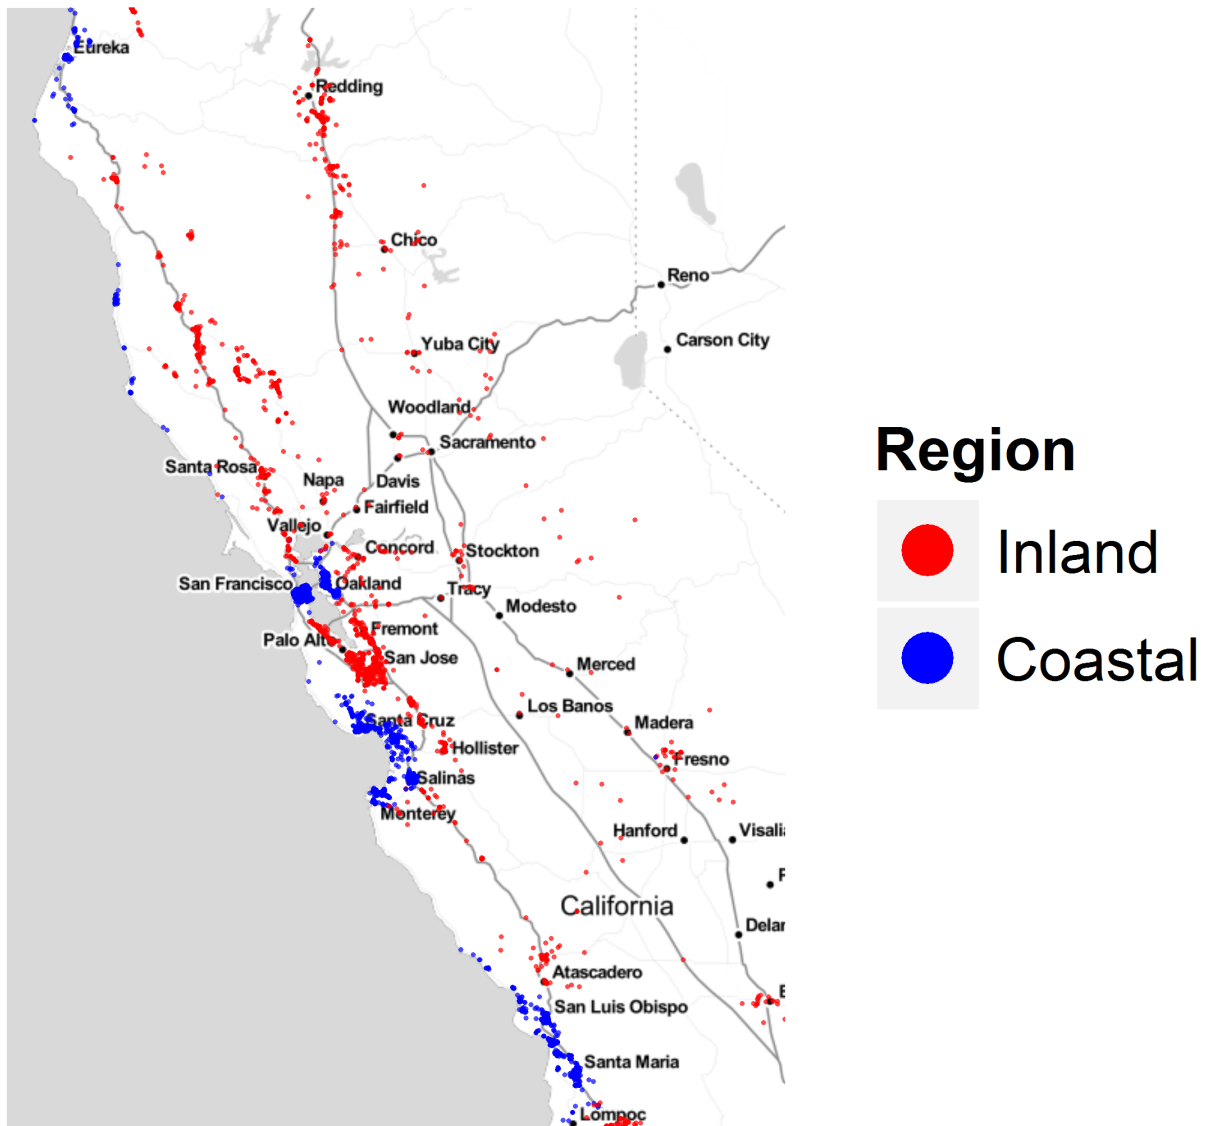 Eureka
Redding
Chico
Reno
Yuba City
Carson City
Woodland
Sacramento
Santa Rosa
Napa
Davis
Fairfield
Vallejo
Concord
Stockton
San Francisco
Oakland
Tracy
Modesto
Palo Alto
Fremont
San Jose
Merced
Los Banos
Santa Cruz
Madera
Hollister
Fresno
Salinas
Monterey
Hanford
Visalia
P
California
Delan
Atascadero
B
San Luis Obispo
Santa Maria
Lompoc
Region
Inland
Coastal